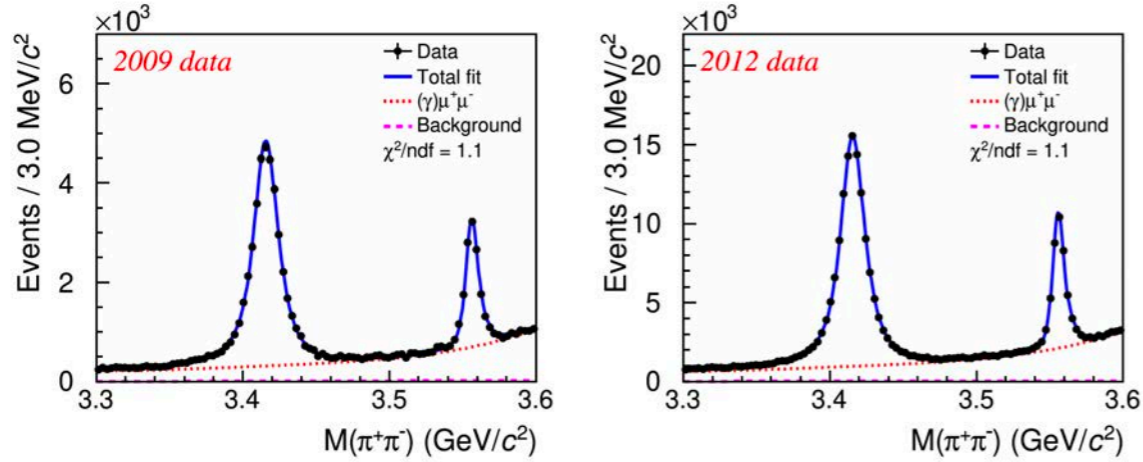 ×10³
Events / 3.0 MeV/c²
6
4
2
0
2009 data
Data
Total fit
(γ)μ⁺μ⁻
Background
χ²/ndf = 1.1
3.3
3.4
3.5
3.6
M(π⁺π⁻) (GeV/c²)
×10³
Events / 3.0 MeV/c²
20
15
10
5
0
2012 data
Data
Total fit
(γ)μ⁺μ⁻
Background
χ²/ndf = 1.1
3.3
3.4
3.5
3.6
M(π⁺π⁻) (GeV/c²)